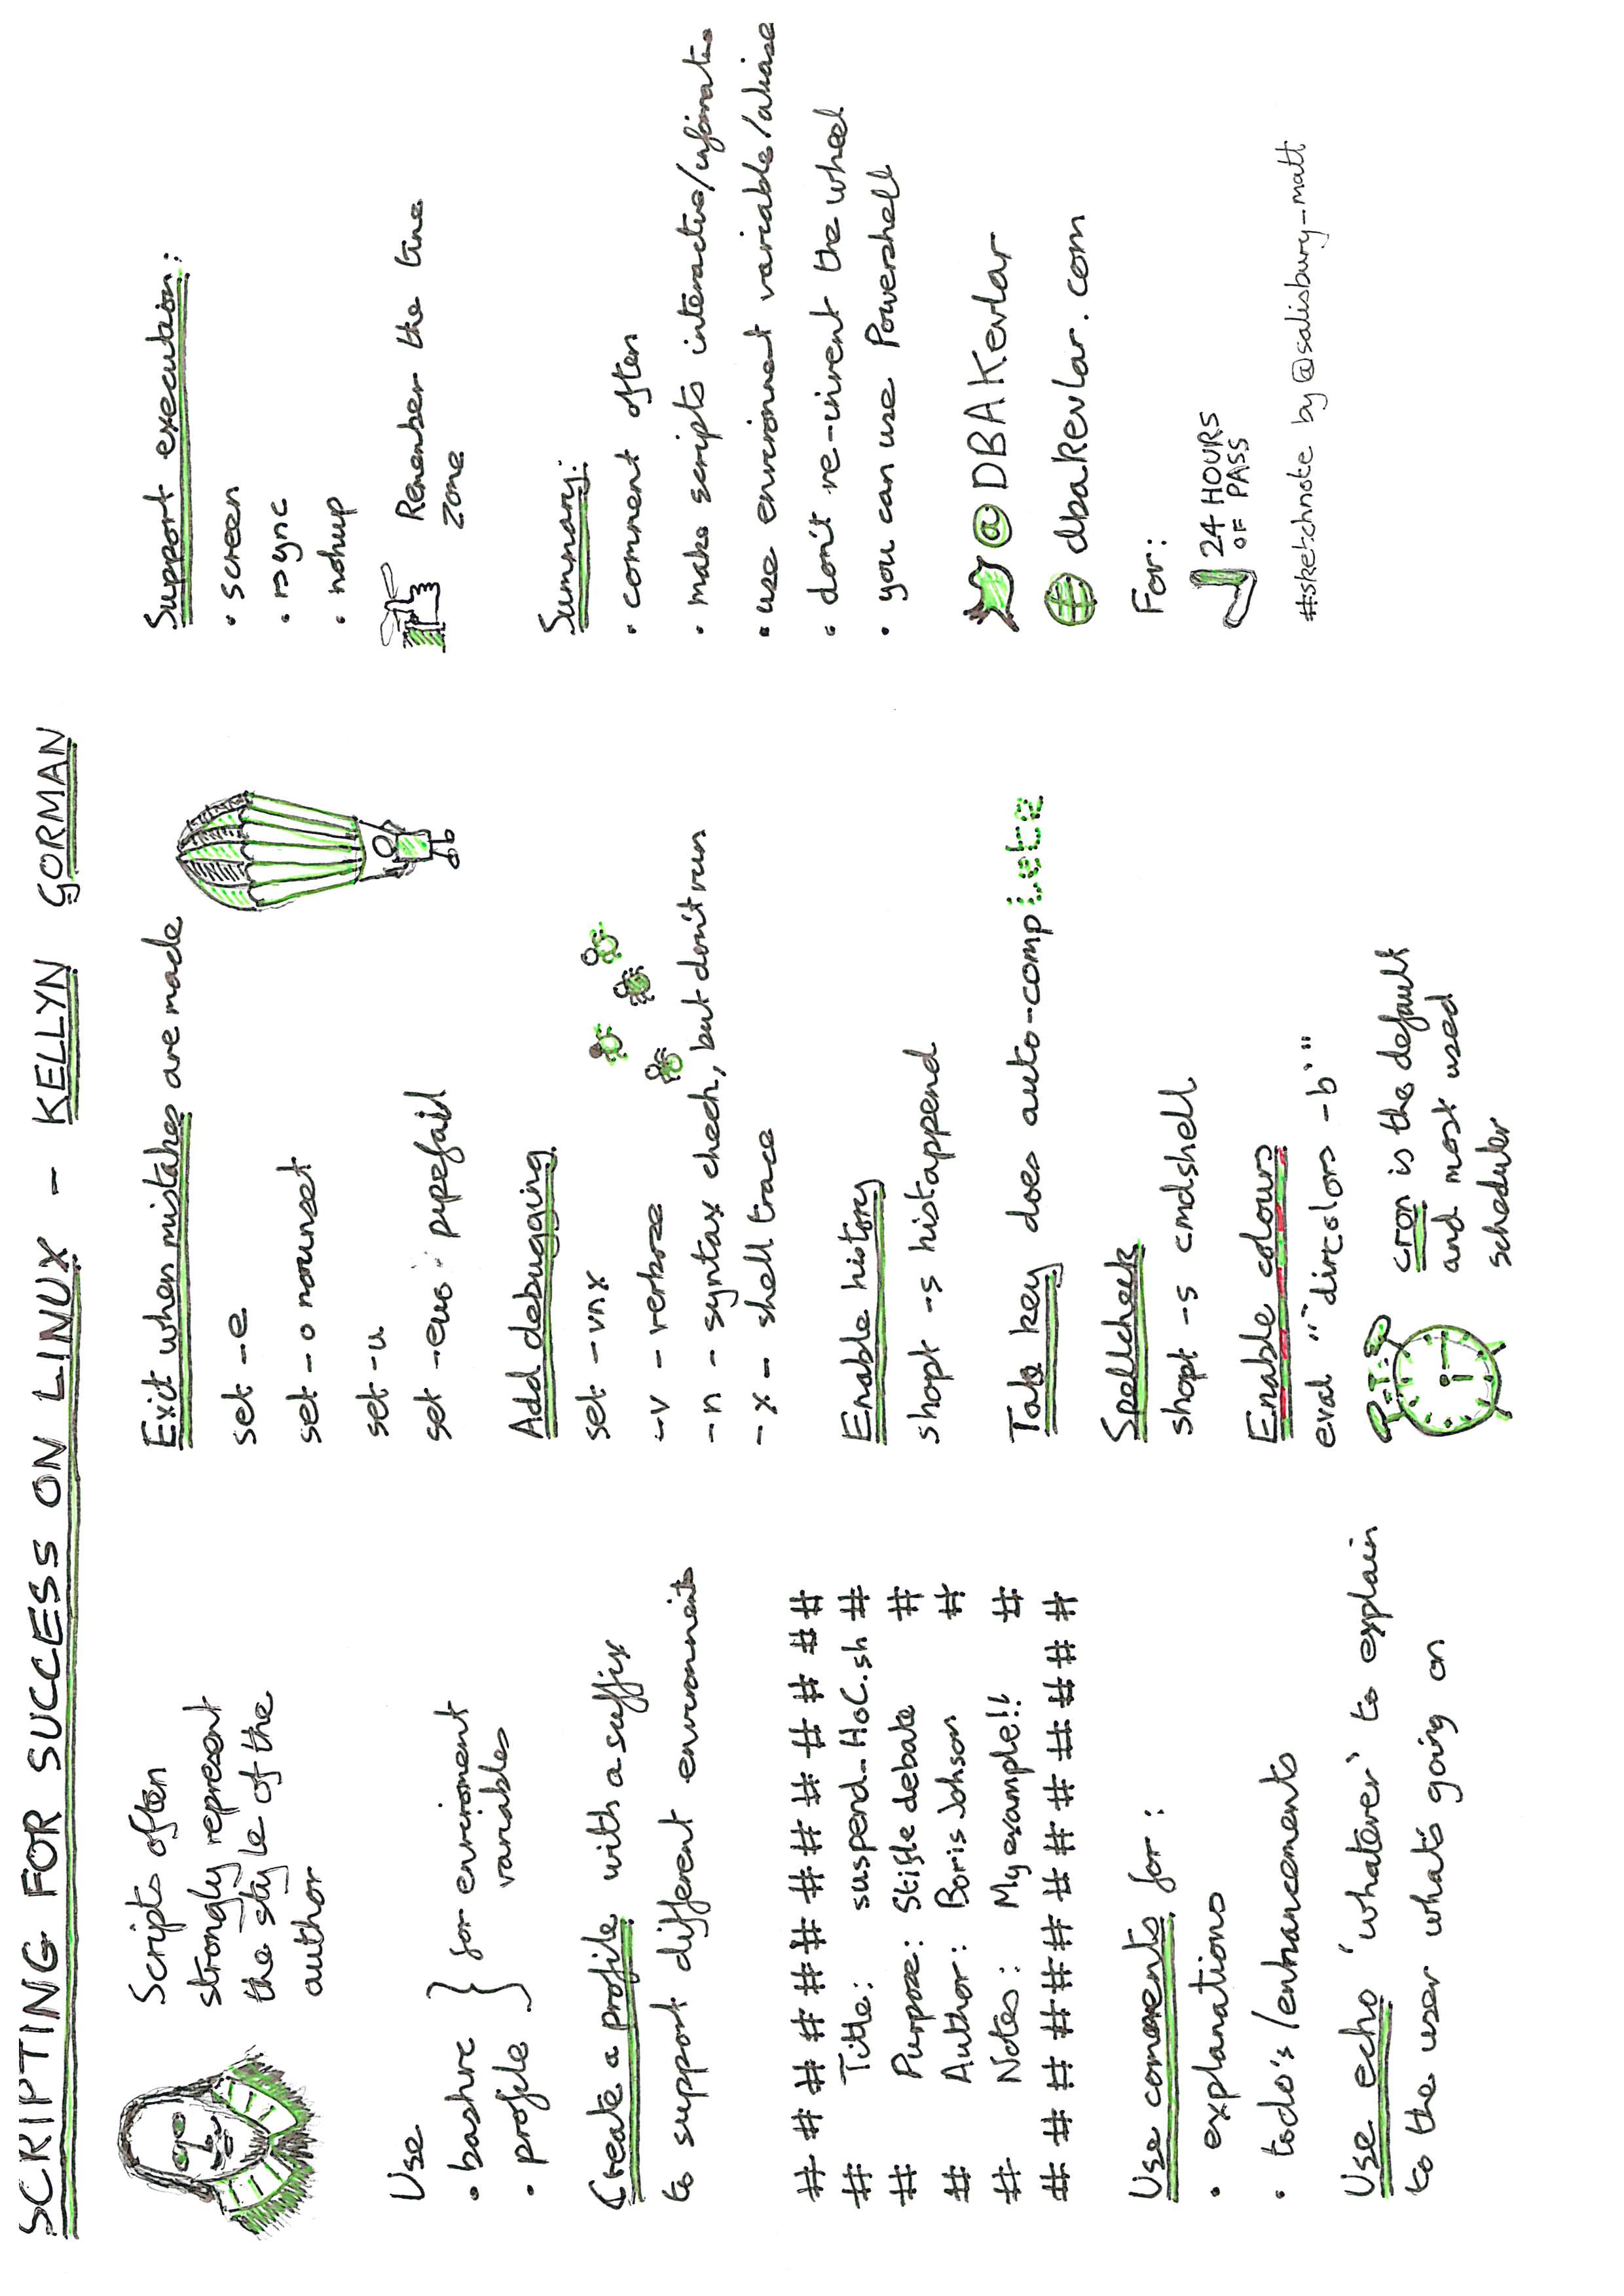 SCRIPTING FOR SUCCESS ON LINUX - KELLYN GORMAN
Scripts often
strongly represent
the style of the
author
Use
• bashrc
• profile
} for enviroment
variables
Create a profile with a suffix
to support different environments
# # # # # # # # # # # # #
# Title: suspend_HoC.sh #
# Purpose: Stifle debate #
# Author: Boris Johson #
# Notes: My example!! #
# # # # # # # # # # # # #
Use comments for:
• explanations
• todo's/enhancements
Use echo 'whatever' to explain
to the user what's going on
Exit when mistakes are made
set -e
set -o nounset
set -u
set -euo pipefail
Add debugging
set -vnx
-v - verbose
-n - syntax check, but don't run
-x - shell trace
Enable history
shopt -s histappend
Tab key does auto-complete
Spellcheck
shopt -s cmdshell
Enable colours
eval "`dircolors -b`"
cron is the default
and most used
scheduler
Support execution:
• screen
• rsync
• nohup
Remember the time
zone
Summary:
• comment often
• make scripts interactive/informative
• use environment variable/aliase
• don't re-invent the wheel
• you can use Powershell
@DBAKevlar
dbakevlar.com
For:
24 HOURS
OF PASS
#sketchnote by @salisbury_matt